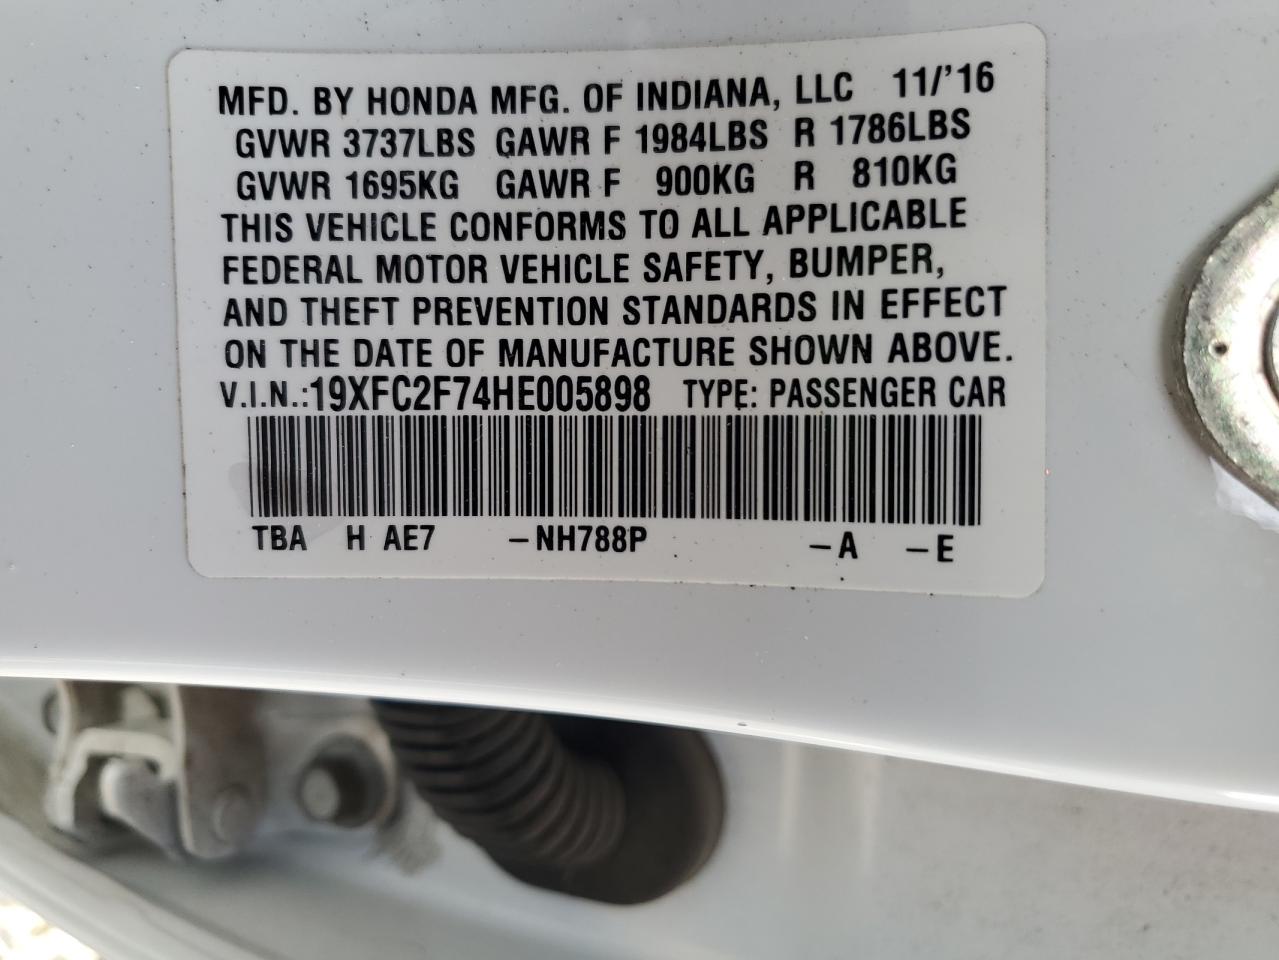 MFD. BY HONDA MFG. OF INDIANA, LLC 11/'16
GVWR 3737LBS GAWR F 1984LBS R 1786LBS
GVWR 1695KG GAWR F 900KG R 810KG
THIS VEHICLE CONFORMS TO ALL APPLICABLE
FEDERAL MOTOR VEHICLE SAFETY, BUMPER,
AND THEFT PREVENTION STANDARDS IN EFFECT
ON THE DATE OF MANUFACTURE SHOWN ABOVE.
V.I.N.:19XFC2F74HE005898 TYPE: PASSENGER CAR
TBA H AE7 –NH788P –A –E